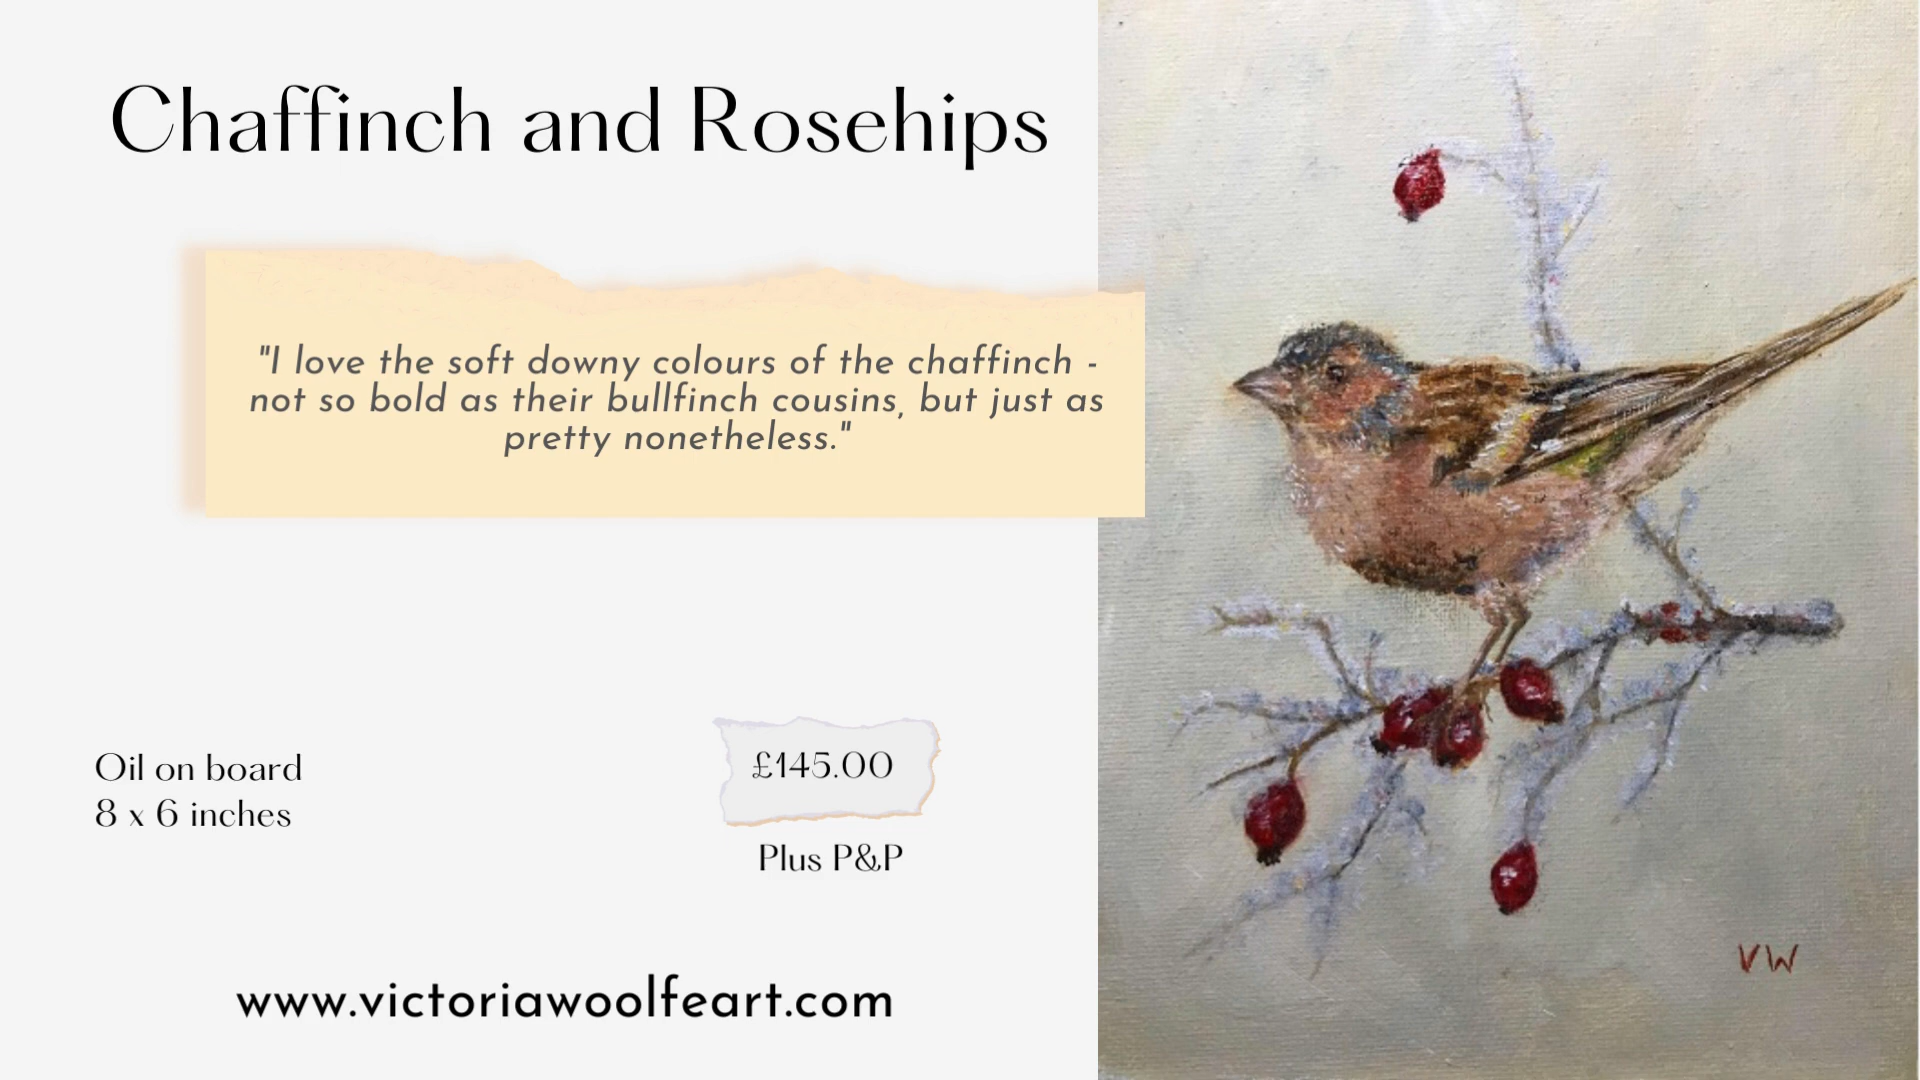 Chaffinch and Rosehips
"I love the soft downy colours of the chaffinch -
not so bold as their bullfinch cousins, but just as
pretty nonetheless."
Oil on board
8 x 6 inches
£145.00
Plus P&P
www.victoriawoolfeart.com
VW